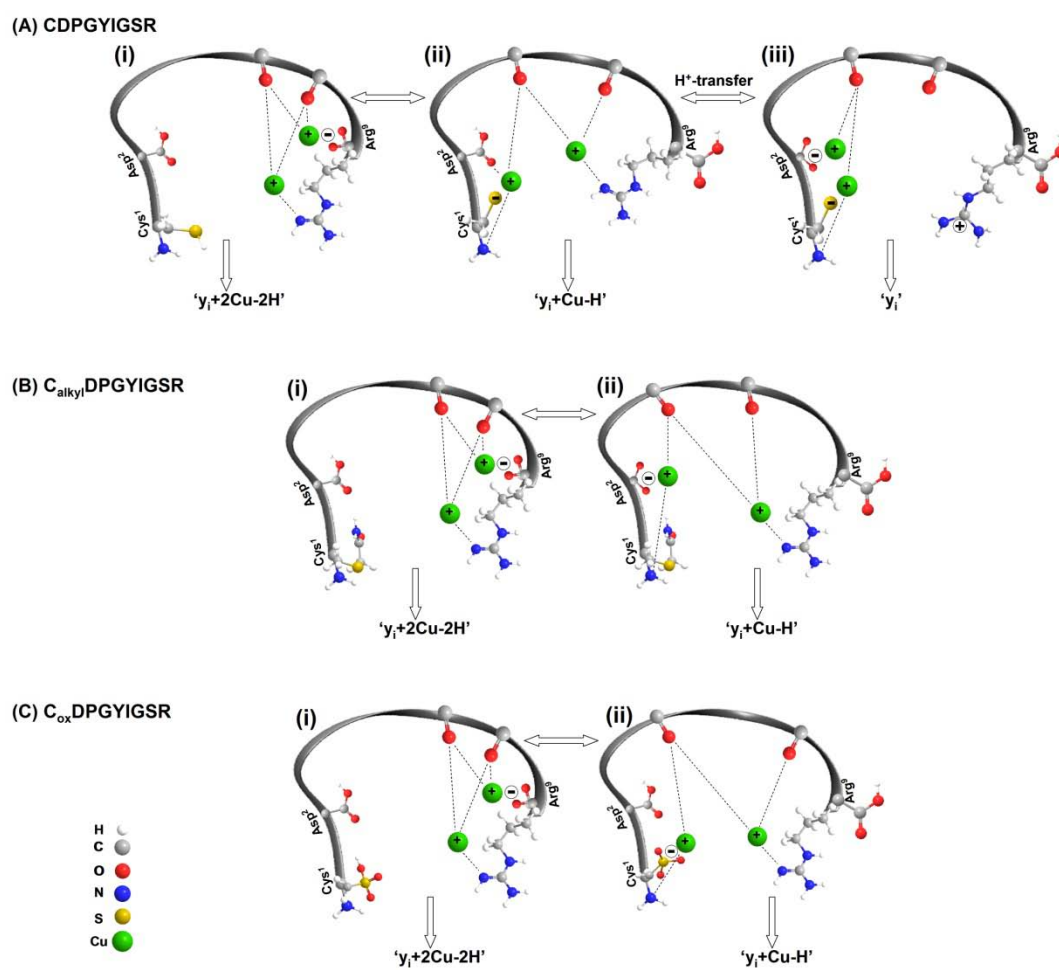 (A) CDPGYIGSR
(i) (ii) (iii)
H⁺-transfer
Asp² Cys¹ Arg⁹ Asp² Cys¹ Arg⁹ Asp² Cys¹ Arg⁹
+ - + + + - + + - - +
‘yᵢ+2Cu-2H’ ‘yᵢ+Cu-H’ ‘yᵢ’
(B) CalkylDPGYIGSR
(i) (ii)
Asp² Cys¹ Arg⁹ Asp² Cys¹ Arg⁹
+ - + + - +
‘yᵢ+2Cu-2H’ ‘yᵢ+Cu-H’
(C) CoxDPGYIGSR
(i) (ii)
Asp² Cys¹ Arg⁹ Asp² Cys¹ Arg⁹
+ - + + - +
‘yᵢ+2Cu-2H’ ‘yᵢ+Cu-H’
H
C
O
N
S
Cu